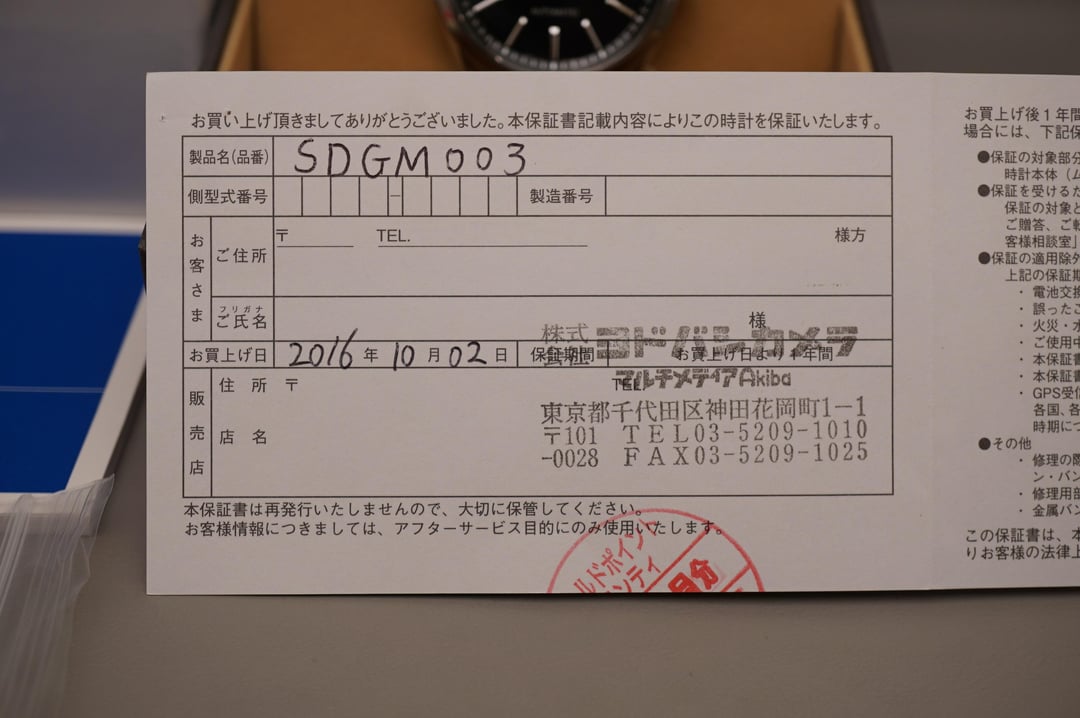 AUTOMATIC
お買い上げ頂きましてありがとうございました。本保証書記載内容によりこの時計を保証いたします。
製品名(品番) SDGM003
側型式番号 - 製造番号
お客さま
ご住所 〒 TEL. 様方
フリガナ
ご氏名 様
お買上げ日 2016 年 10 月 02 日 保証期間 お買上げ日より1年間
株式会社 ヨドバシカメラ
マルチメディアAkiba
販売店
住所 〒 TEL.
店名
東京都千代田区神田花岡町1-1
〒101 TEL03-5209-1010
-0028 FAX03-5209-1025
本保証書は再発行いたしませんので、大切に保管してください。
お客様情報につきましては、アフターサービス目的にのみ使用いたします。
ルドポイント
ンティ
日分
お買上げ後1年間
場合には、下記保
●保証の対象部分
時計本体(ム
●保証を受けるた
保証の対象と
ご贈答、ご転
客様相談室」
●保証の適用除外
上記の保証期
・電池交換
・誤ったご
・火災・水
・ご使用中
・本保証書
・本保証書
・GPS受信
各国、各
時期につ
●その他
・修理の際
ン・バン
・修理用部
・金属バン
この保証書は、本
りお客様の法律上